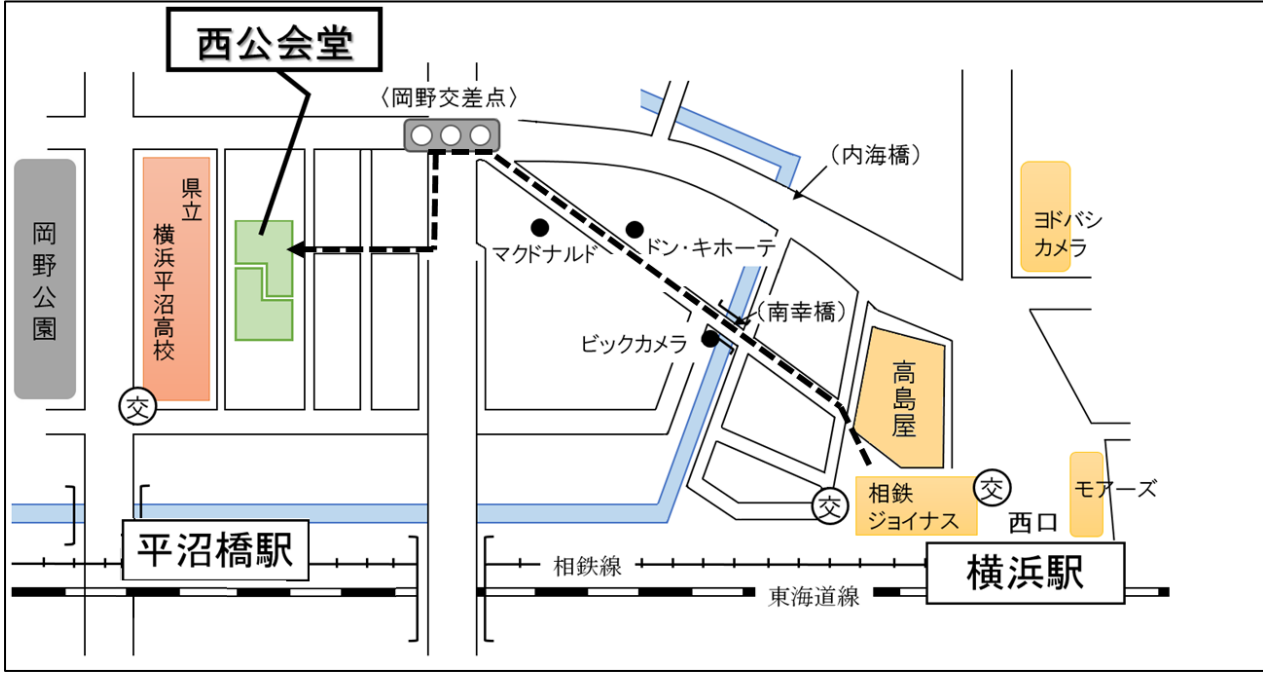 西公会堂
〈岡野交差点〉
(内海橋)
県立
横浜平沼高校
岡野公園
ヨドバシ
カメラ
マクドナルド
ドン・キホーテ
(南幸橋)
ビックカメラ
高島屋
交
相鉄
ジョイナス
交
交
モアーズ
西口
平沼橋駅
相鉄線
横浜駅
東海道線